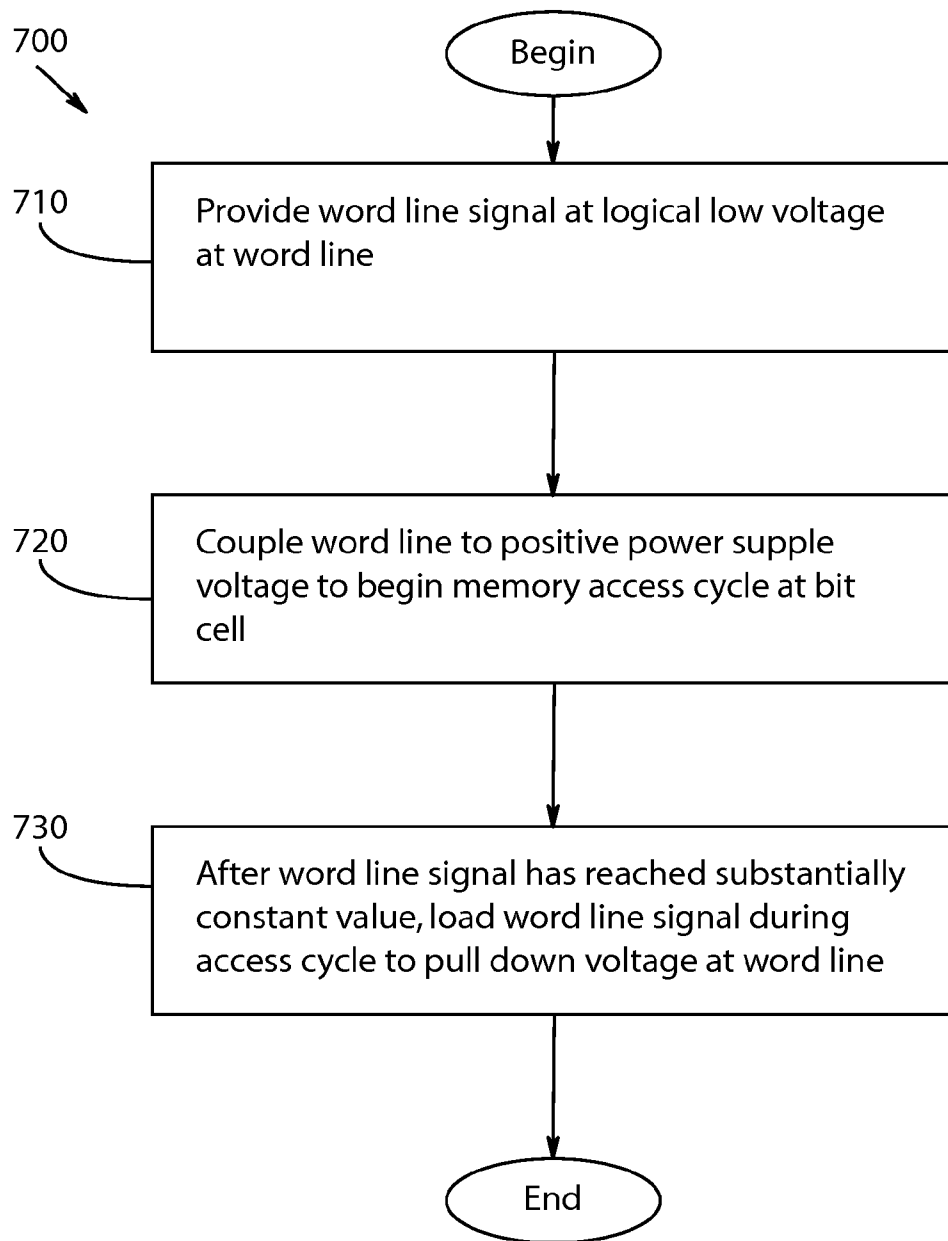 700
Begin
710
Provide word line signal at logical low voltage
at word line
720
Couple word line to positive power supple
voltage to begin memory access cycle at bit
cell
730
After word line signal has reached substantially
constant value, load word line signal during
access cycle to pull down voltage at word line
End